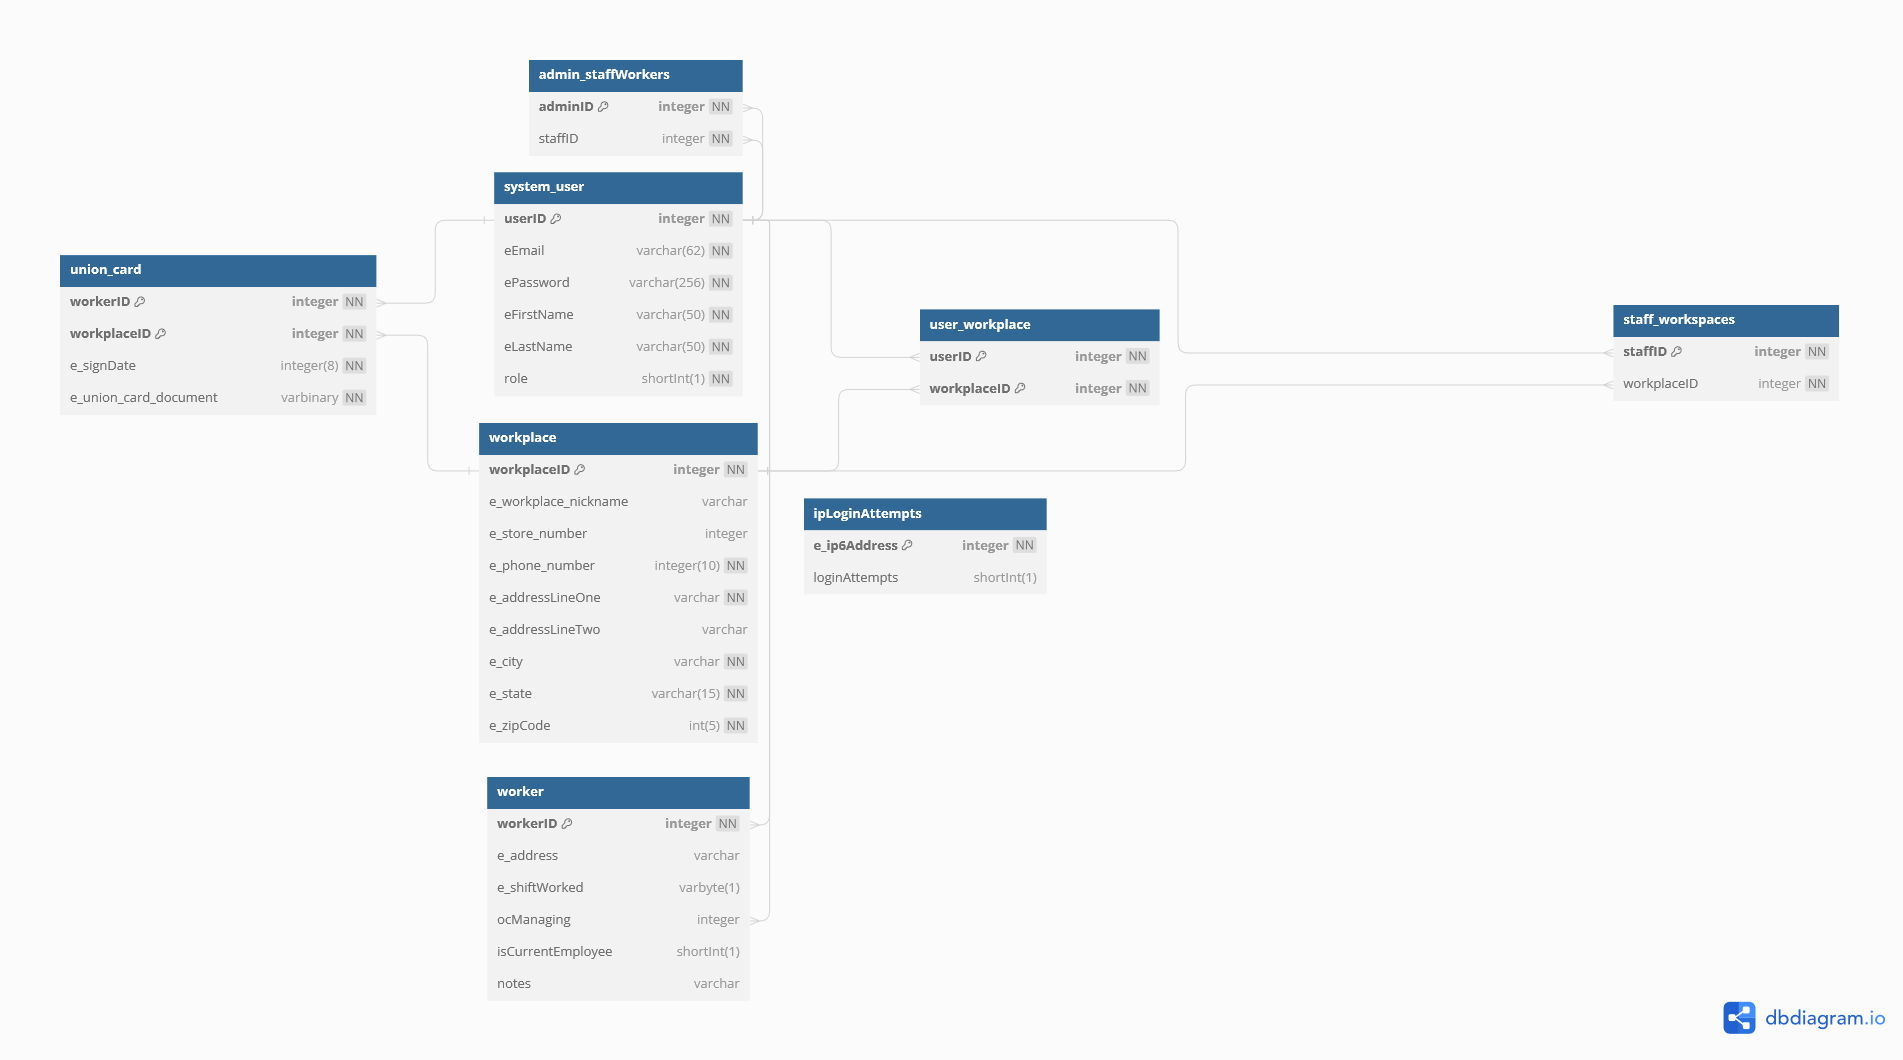 admin_staffWorkers
adminID integer NN
staffID integer NN
system_user
userID integer NN
eEmail varchar(62) NN
ePassword varchar(256) NN
eFirstName varchar(50) NN
eLastName varchar(50) NN
role shortInt(1) NN
union_card
workerID integer NN
workplaceID integer NN
e_signDate integer(8) NN
e_union_card_document varbinary NN
user_workplace
userID integer NN
workplaceID integer NN
staff_workspaces
staffID integer NN
workplaceID integer NN
workplace
workplaceID integer NN
e_workplace_nickname varchar
e_store_number integer
e_phone_number integer(10) NN
e_addressLineOne varchar NN
e_addressLineTwo varchar
e_city varchar NN
e_state varchar(15) NN
e_zipCode int(5) NN
ipLoginAttempts
e_ip6Address integer NN
loginAttempts shortInt(1)
worker
workerID integer NN
e_address varchar
e_shiftWorked varbyte(1)
ocManaging integer
isCurrentEmployee shortInt(1)
notes varchar
dbdiagram.io